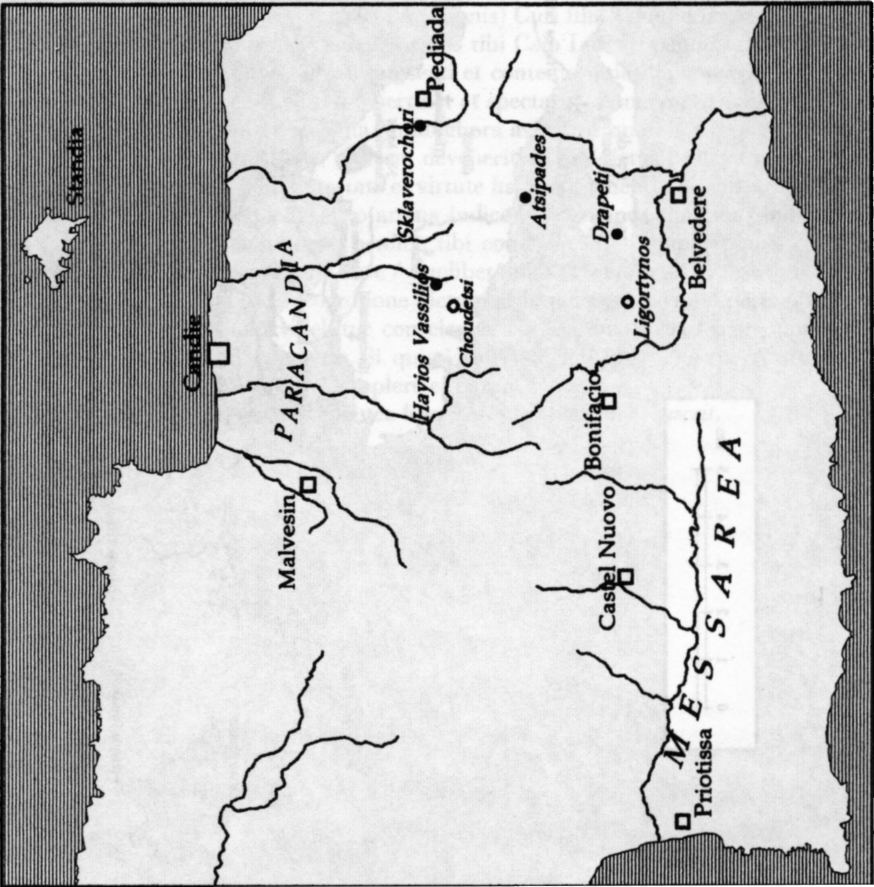 Standia
Candie
Malvesin
PARACANDIA
Sklaverochori
Hayios Vassilios
Pediada
Choudetsi
Atsipades
Bonifacio
Drapeti
Castel Nuovo
Ligortynos
Belvedere
Priotissa
MESSAREA